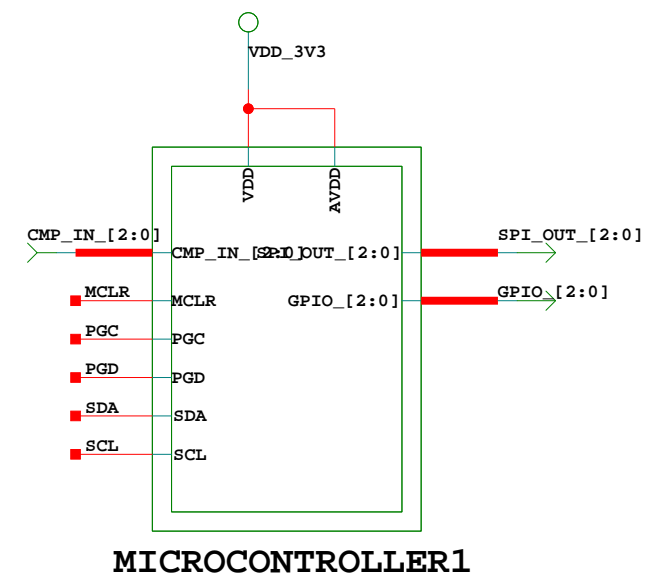 VDD_3V3
VDD
AVDD
CMP_IN_[2:0]
CMP_IN_[2:0]
SPI_OUT_[2:0]
SPI_OUT_[2:0]
MCLR
MCLR
GPIO_[2:0]
GPIO_[2:0]
PGC
PGC
PGD
PGD
SDA
SDA
SCL
SCL
MICROCONTROLLER1